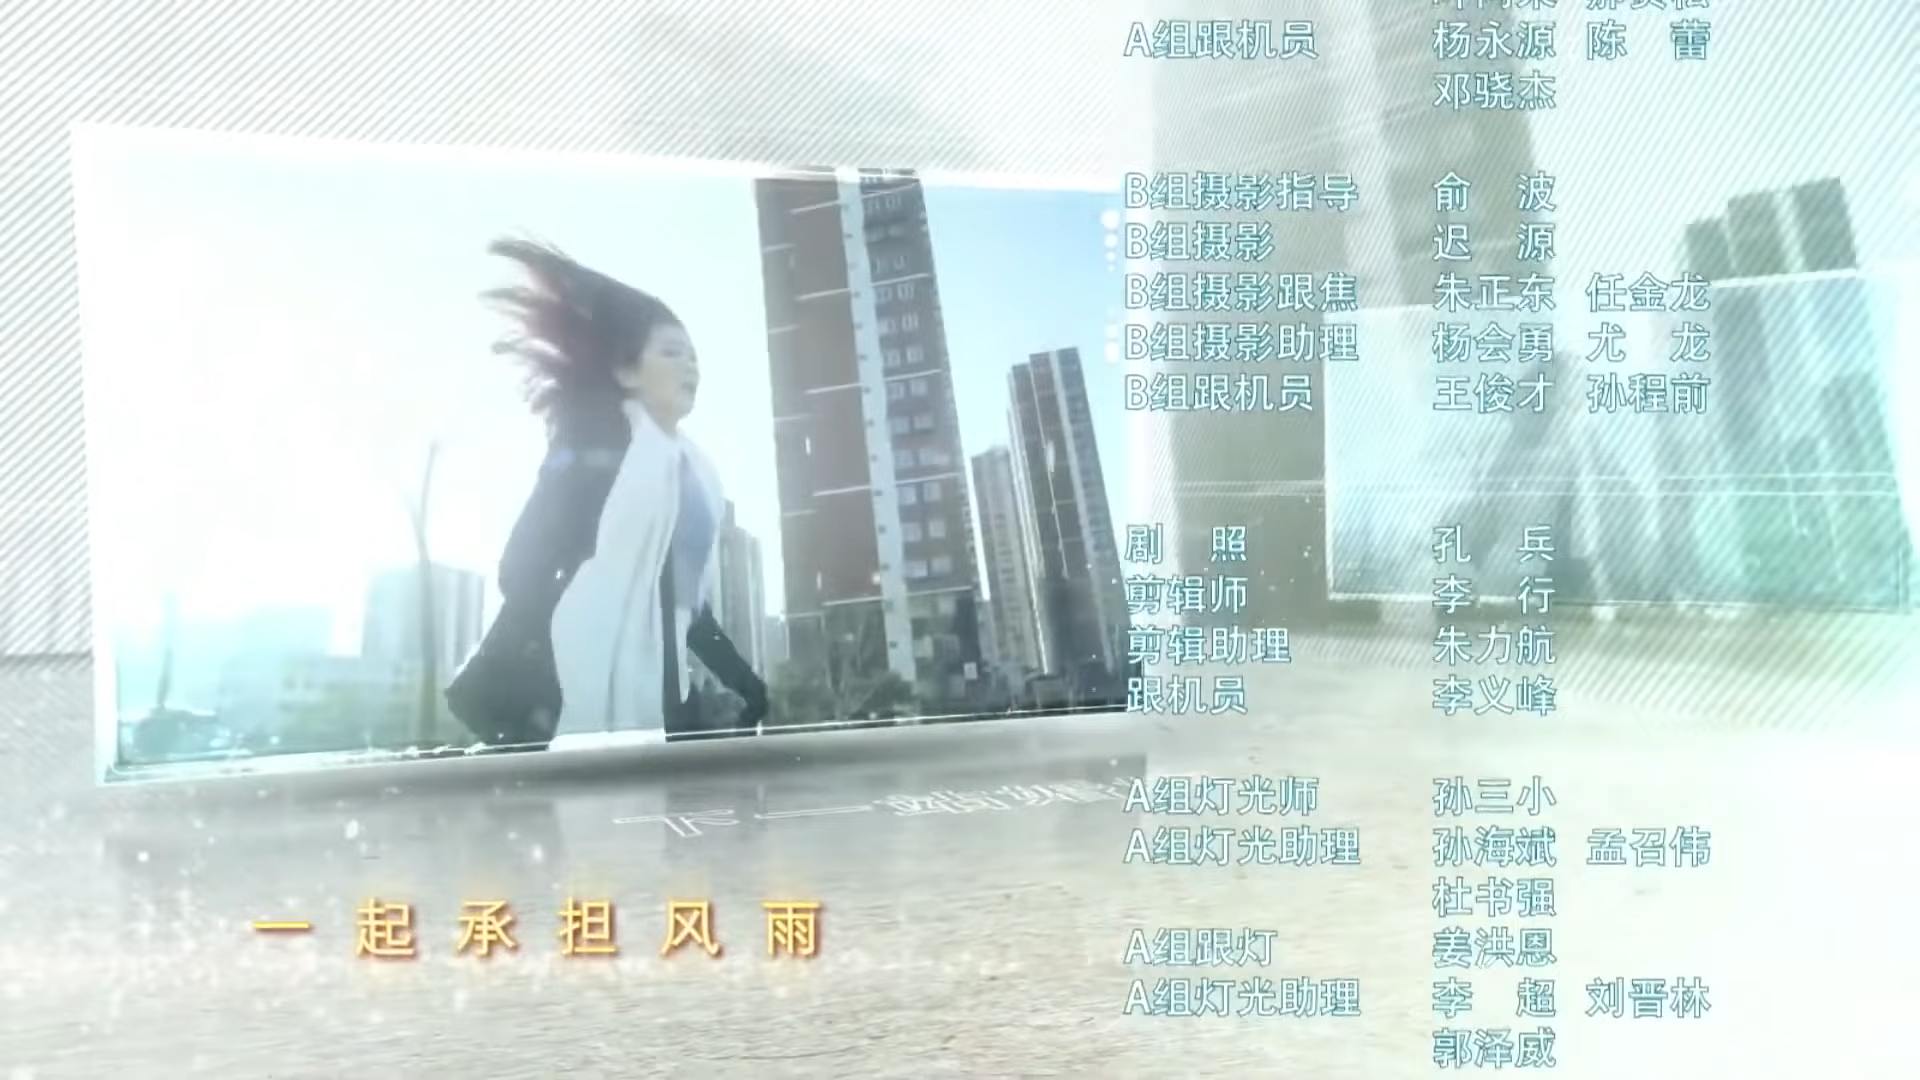 A组跟机员 杨永源 陈 蕾
邓骁杰
B组摄影指导 俞 波
B组摄影 迟 源
B组摄影跟焦 朱正东 任金龙
B组摄影助理 杨会勇 尤 龙
B组跟机员 王俊才 孙程前
剧 照 孔 兵
剪辑师 李 行
剪辑助理 朱力航
跟机员 李义峰
A组灯光师 孙三小
A组灯光助理 孙海斌 孟召伟
杜书强
A组跟灯 姜洪恩
A组灯光助理 李 超 刘晋林
郭泽威
一起承担风雨